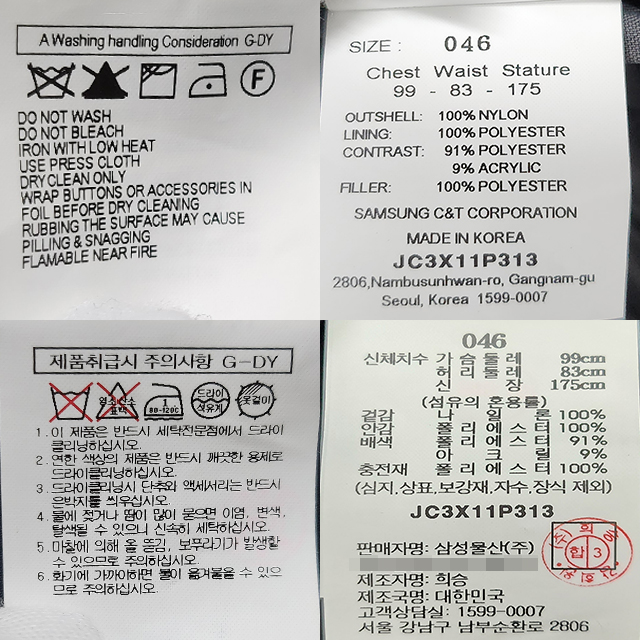 A Washing handling Consideration G-DY
F
DO NOT WASH
DO NOT BLEACH
IRON WITH LOW HEAT
USE PRESS CLOTH
DRY CLEAN ONLY
WRAP BUTTONS OR ACCESSORIES IN
FOIL BEFORE DRY CLEANING
RUBBING THE SURFACE MAY CAUSE
PILLING & SNAGGING
FLAMABLE NEAR FIRE
SIZE : 046
Chest Waist Stature
99 - 83 - 175
OUTSHELL: 100% NYLON
LINING: 100% POLYESTER
CONTRAST: 91% POLYESTER
9% ACRYLIC
FILLER: 100% POLYESTER
SAMSUNG C&T CORPORATION
MADE IN KOREA
JC3X11P313
2806,Nambusunhwan-ro, Gangnam-gu
Seoul, Korea 1599-0007
제품취급시 주의사항 G-DY
염소산소 표백
1 80-120C
드라이 석유계
옷걸이
1. 이 제품은 반드시 세탁전문점에서 드라이
클리닝하십시오.
2. 연한 색상의 제품은 반드시 깨끗한 용제로
드라이클리닝하십시오.
3. 드라이클리닝시 단추와 액세서리는 반드시
은박지를 씌우십시오.
4. 물에 젖거나 땀이 많이 묻으면 이염, 변색,
탈색될 수 있으니 신속히 세탁하십시오.
5. 마찰에 의해 올 뜯김, 보푸라기가 발생할
수 있으므로 주의하십시오.
6. 화기에 가까이하면 불이 옮겨붙을 수 있으
므로 주의하십시오.
046
신체치수 가슴둘레 99cm
허리둘레 83cm
신장 175cm
(섬유의 혼용률)
겉감 나일론 100%
안감 폴리에스터 100%
배색 폴리에스터 91%
아크릴 9%
충전재 폴리에스터 100%
(심지,상표,보강재,자수,장식 제외)
JC3X11P313
판매자명: 삼성물산(주)
합 3
제조자명: 희승
제조국명: 대한민국
고객상담실: 1599-0007
서울 강남구 남부순환로 2806